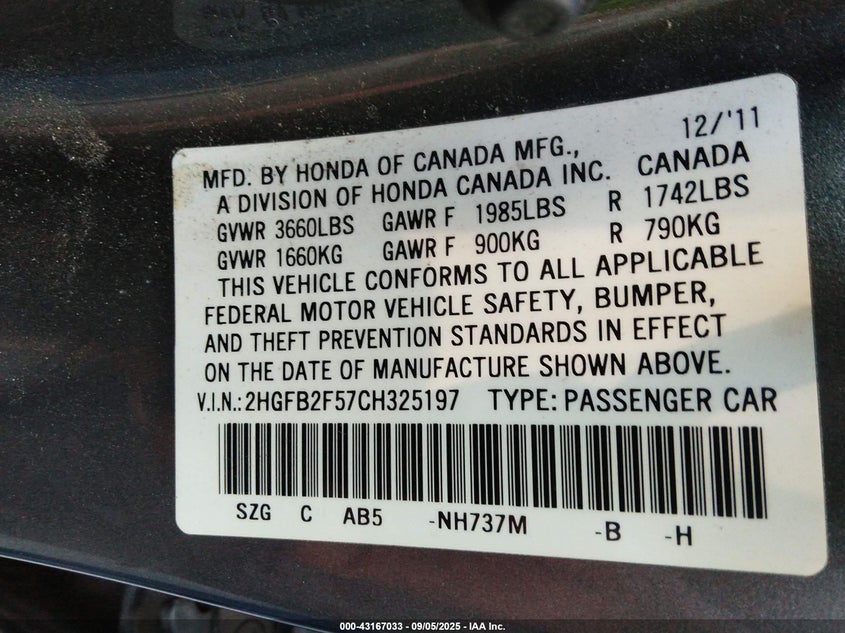 12/'11
MFD. BY HONDA OF CANADA MFG.,
A DIVISION OF HONDA CANADA INC. CANADA
GVWR 3660LBS GAWR F 1985LBS R 1742LBS
GVWR 1660KG GAWR F 900KG R 790KG
THIS VEHICLE CONFORMS TO ALL APPLICABLE
FEDERAL MOTOR VEHICLE SAFETY, BUMPER,
AND THEFT PREVENTION STANDARDS IN EFFECT
ON THE DATE OF MANUFACTURE SHOWN ABOVE.
V.I.N.: 2HGFB2F57CH325197 TYPE: PASSENGER CAR
SZG C AB5 -NH737M -B -H
000-43167033 - 09/05/2025 - IAA Inc.